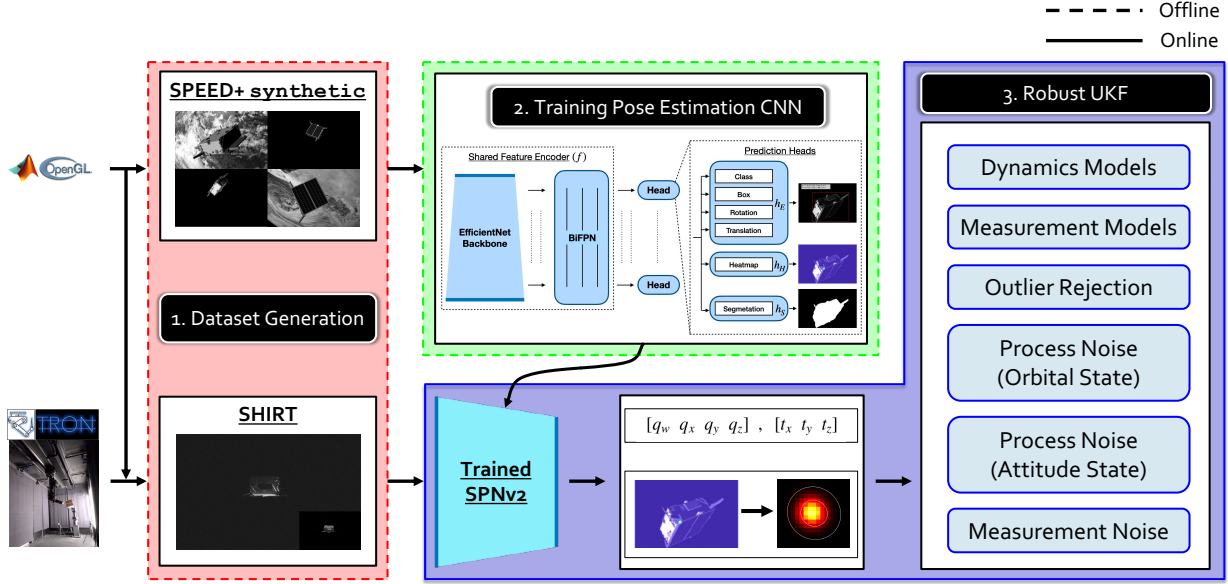 Offline
Online
SPEED+ synthetic
OpenGL
1. Dataset Generation
TRON
SHIRT
2. Training Pose Estimation CNN
Shared Feature Encoder (f)
EfficientNet
Backbone
BiFPN
Head
Head
Prediction Heads
Class
Box
Rotation
Translation
h_E
Heatmap
h_H
Segmetation
h_S
Trained
SPNv2
[q_w q_x q_y q_z] , [t_x t_y t_z]
3. Robust UKF
Dynamics Models
Measurement Models
Outlier Rejection
Process Noise
(Orbital State)
Process Noise
(Attitude State)
Measurement Noise